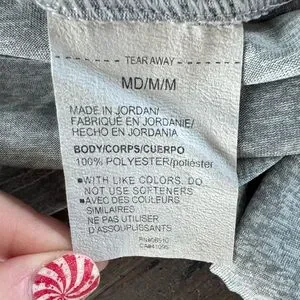 TEAR AWAY
MD/M/M
MADE IN JORDAN/
FABRIQUÉ EN JORDANIE/
HECHO EN JORDANIA
BODY/CORPS/CUERPO
100% POLYESTER/poliéster
■WITH LIKE COLORS. DO
NOT USE SOFTENERS
■AVEC DES COULEURS
SIMILAIRES
NE PAS UTILISER
D'ASSOUPLISSANTS